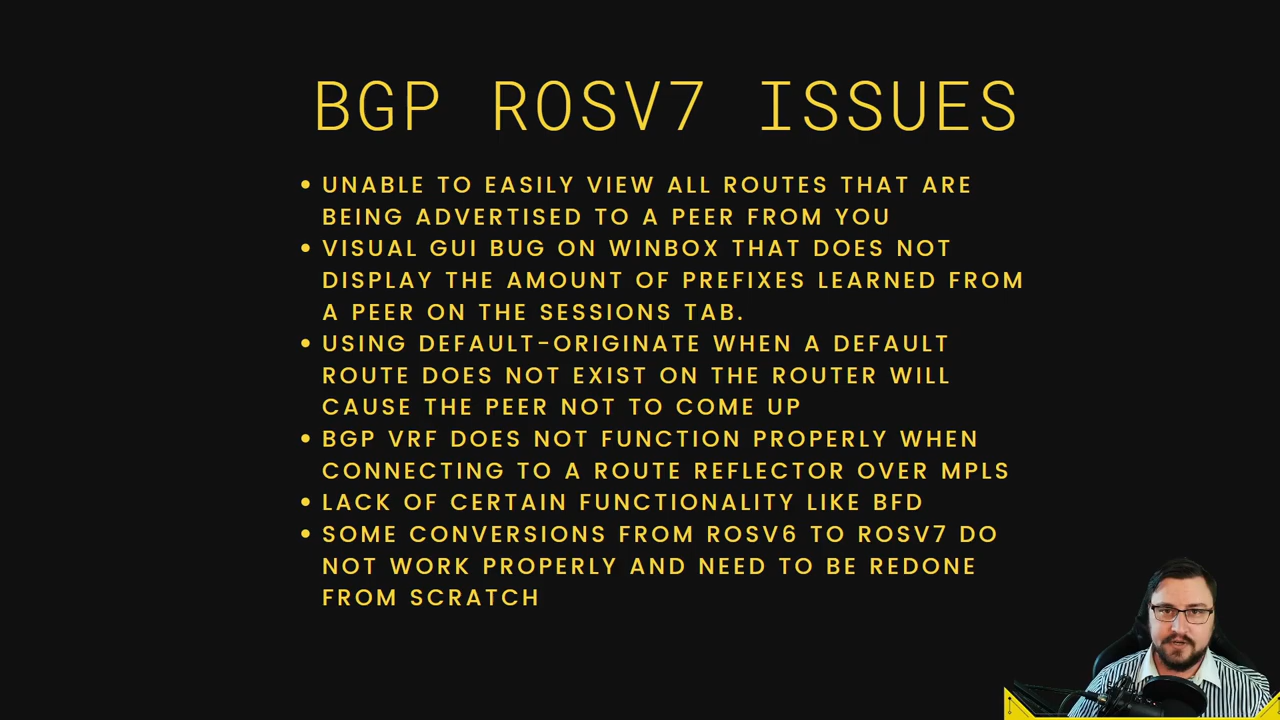 BGP ROSV7 ISSUES
• UNABLE TO EASILY VIEW ALL ROUTES THAT ARE
BEING ADVERTISED TO A PEER FROM YOU
• VISUAL GUI BUG ON WINBOX THAT DOES NOT
DISPLAY THE AMOUNT OF PREFIXES LEARNED FROM
A PEER ON THE SESSIONS TAB.
• USING DEFAULT-ORIGINATE WHEN A DEFAULT
ROUTE DOES NOT EXIST ON THE ROUTER WILL
CAUSE THE PEER NOT TO COME UP
• BGP VRF DOES NOT FUNCTION PROPERLY WHEN
CONNECTING TO A ROUTE REFLECTOR OVER MPLS
• LACK OF CERTAIN FUNCTIONALITY LIKE BFD
• SOME CONVERSIONS FROM ROSV6 TO ROSV7 DO
NOT WORK PROPERLY AND NEED TO BE REDONE
FROM SCRATCH